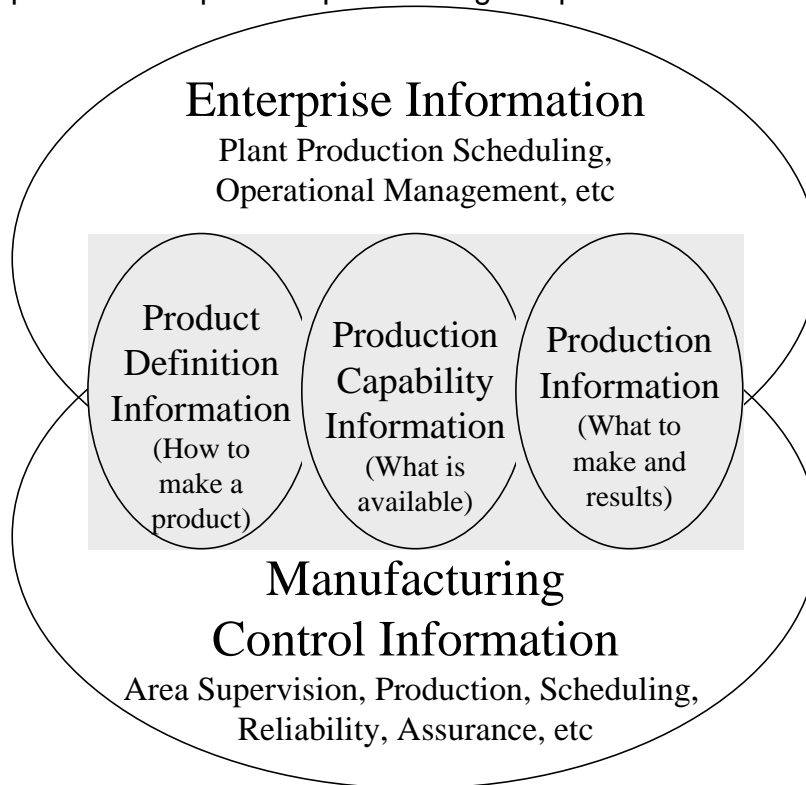 Enterprise Information
Plant Production Scheduling,
Operational Management, etc
Product
Definition
Information
(How to
make a
product)
Production
Capability
Information
(What is
available)
Production
Information
(What to
make and
results)
Manufacturing
Control Information
Area Supervision, Production, Scheduling,
Reliability, Assurance, etc